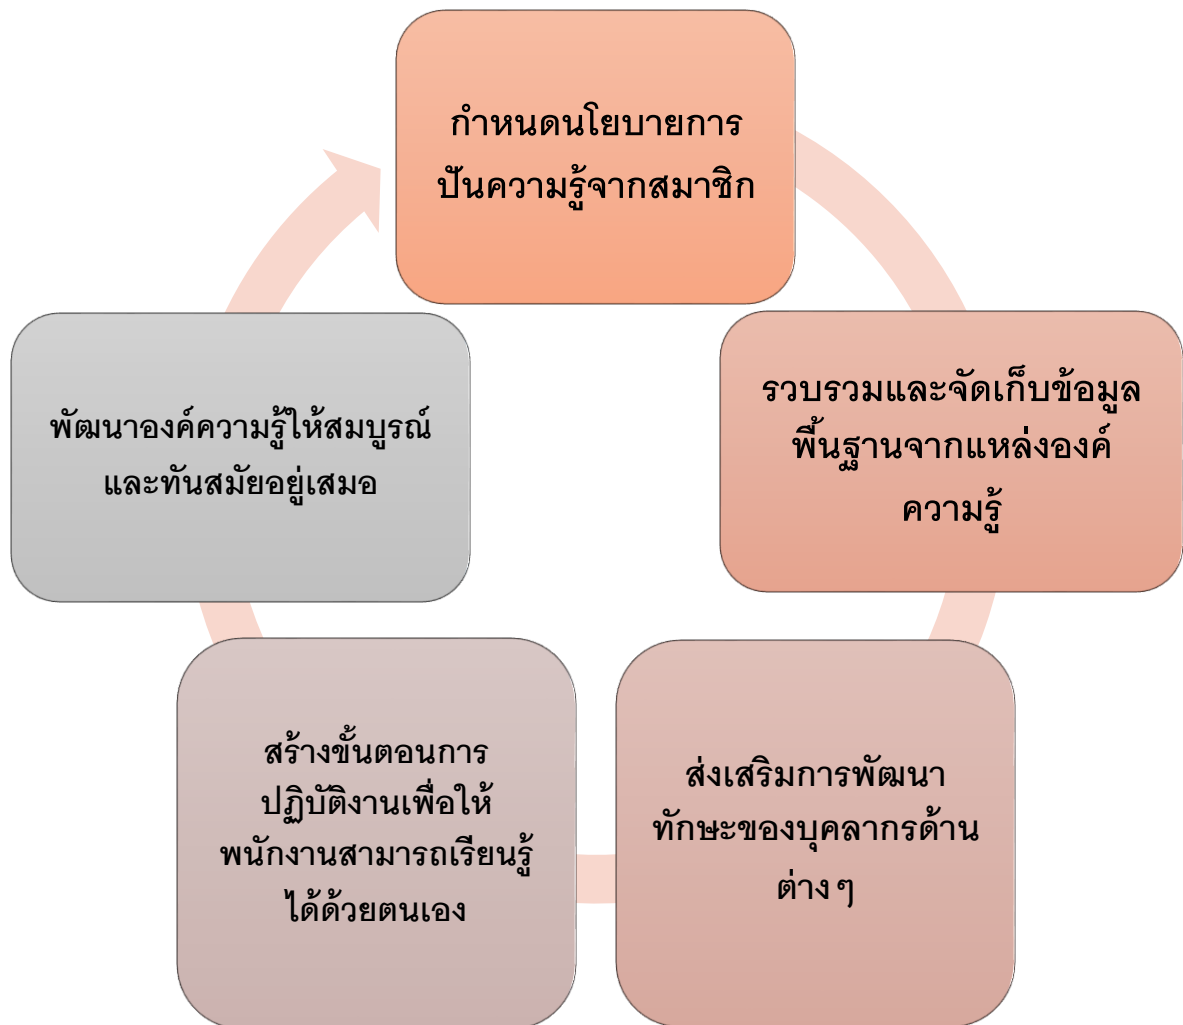 กำหนดนโยบายการ
ปันความรู้จากสมาชิก
รวบรวมและจัดเก็บข้อมูล
พื้นฐานจากแหล่งองค์
ความรู้
ส่งเสริมการพัฒนา
ทักษะของบุคลากรด้าน
ต่าง ๆ
สร้างขั้นตอนการ
ปฏิบัติงานเพื่อให้
พนักงานสามารถเรียนรู้
ได้ด้วยตนเอง
พัฒนาองค์ความรู้ให้สมบูรณ์
และทันสมัยอยู่เสมอ